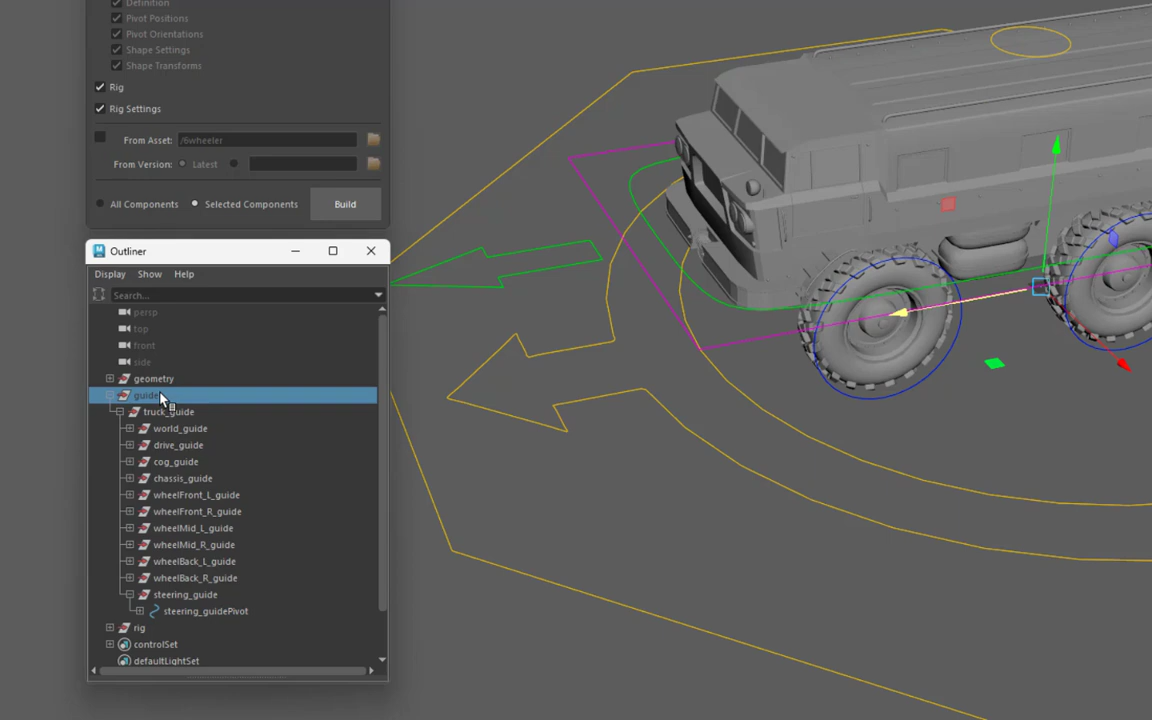 Definition
Pivot Positions
Pivot Orientations
Shape Settings
Shape Transforms
Rig
Rig Settings
From Asset: /6wheeler
From Version: Latest
All Components Selected Components Build
Outliner
Display Show Help
Search...
persp
top
front
side
geometry
guide
truck_guide
world_guide
drive_guide
cog_guide
chassis_guide
wheelFront_L_guide
wheelFront_R_guide
wheelMid_L_guide
wheelMid_R_guide
wheelBack_L_guide
wheelBack_R_guide
steering_guide
steering_guidePivot
rig
controlSet
defaultLightSet